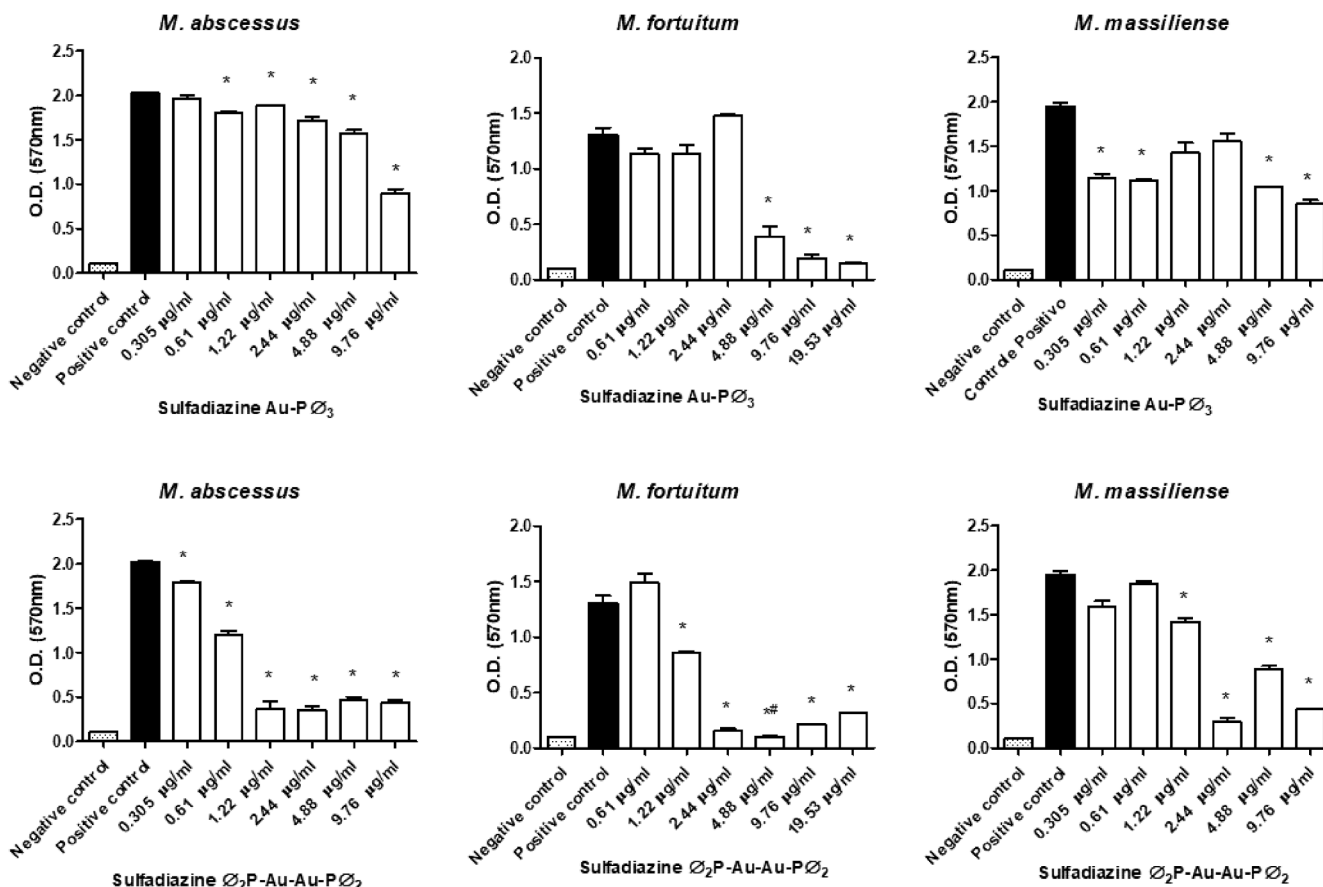 M. abscessus
2.5
2.0
1.5
1.0
0.5
0.0
O.D. (570nm)
* * * * *
Negative control
Positive control
0.305 µg/ml
0.61 µg/ml
1.22 µg/ml
2.44 µg/ml
4.88 µg/ml
9.76 µg/ml
Sulfadiazine Au-PØ₃
M. fortuitum
2.0
1.5
1.0
0.5
0.0
O.D. (570nm)
* * *
Negative control
Positive control
0.61 µg/ml
1.22 µg/ml
2.44 µg/ml
4.88 µg/ml
9.76 µg/ml
19.53 µg/ml
Sulfadiazine Au-PØ₃
M. massiliense
2.5
2.0
1.5
1.0
0.5
0.0
O.D. (570nm)
* * * *
Negative control
Controle Positivo
0.305 µg/ml
0.61 µg/ml
1.22 µg/ml
2.44 µg/ml
4.88 µg/ml
9.76 µg/ml
Sulfadiazine Au-PØ₃
M. abscessus
2.5
2.0
1.5
1.0
0.5
0.0
O.D. (570nm)
* * * * * *
Negative control
Positive control
0.305 µg/ml
0.61 µg/ml
1.22 µg/ml
2.44 µg/ml
4.88 µg/ml
9.76 µg/ml
Sulfadiazine Ø₂P-Au-Au-PØ₂
M. fortuitum
2.0
1.5
1.0
0.5
0.0
O.D. (570nm)
* * *# * *
Negative control
Positive control
0.61 µg/ml
1.22 µg/ml
2.44 µg/ml
4.88 µg/ml
9.76 µg/ml
19.53 µg/ml
Sulfadiazine Ø₂P-Au-Au-PØ₂
M. massiliense
2.5
2.0
1.5
1.0
0.5
0.0
O.D. (570nm)
* * * *
Negative control
Positive control
0.305 µg/ml
0.61 µg/ml
1.22 µg/ml
2.44 µg/ml
4.88 µg/ml
9.76 µg/ml
Sulfadiazine Ø₂P-Au-Au-PØ₂